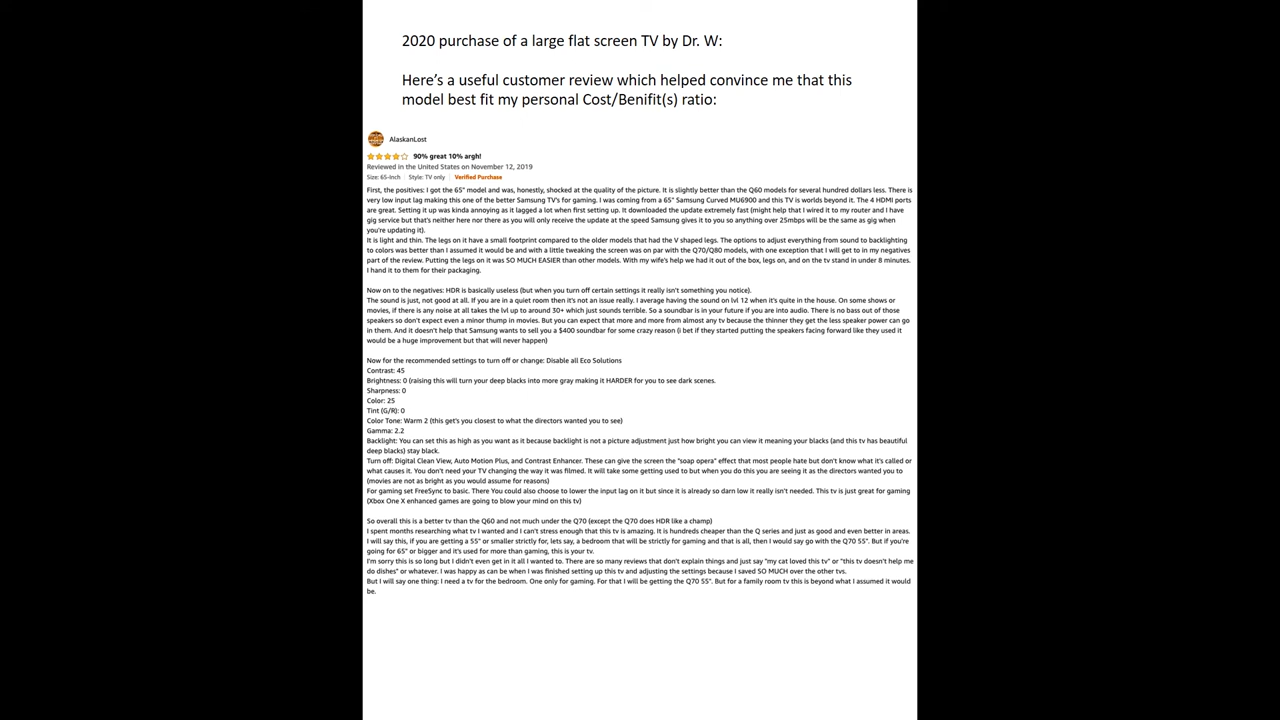 2020 purchase of a large flat screen TV by Dr. W:
Here's a useful customer review which helped convince me that this
model best fit my personal Cost/Benifit(s) ratio:
AlaskanLost
90% great 10% argh!
Reviewed in the United States on November 12, 2019
Size: 65-Inch | Style: TV only | Verified Purchase
First, the positives: I got the 65" model and was, honestly, shocked at the quality of the picture. It is slightly better than the Q60 models for several hundred dollars less. There is
very low input lag making this one of the better Samsung TV's for gaming. I was coming from a 65" Samsung Curved MU6900 and this TV is worlds beyond it. The 4 HDMI ports
are great. Setting it up was kinda annoying as it lagged a lot when first setting up. It downloaded the update extremely fast (might help that I wired it to my router and I have
gig service but that's neither here nor there as you will only receive the update at the speed Samsung gives it to you so anything over 25mbps will be the same as gig when
you're updating it).
It is light and thin. The legs on it have a small footprint compared to the older models that had the V shaped legs. The options to adjust everything from sound to backlighting
to colors was better than I assumed it would be and with a little tweaking the screen was on par with the Q70/Q80 models, with one exception that I will get to in my negatives
part of the review. Putting the legs on it was SO MUCH EASIER than other models. With my wife's help we had it out of the box, legs on, and on the tv stand in under 8 minutes.
I hand it to them for their packaging.
Now on to the negatives: HDR is basically useless (but when you turn off certain settings it really isn't something you notice).
The sound is just, not good at all. If you are in a quiet room then it's not an issue really. I average having the sound on lvl 12 when it's quite in the house. On some shows or
movies, if there is any noise at all takes the lvl up to around 30+ which just sounds terrible. So a soundbar is in your future if you are into audio. There is no bass out of those
speakers so don't expect even a minor thump in movies. But you can expect that more and more from almost any tv because the thinner they get the less speaker power can go
in them. And it doesn't help that Samsung wants to sell you a $400 soundbar for some crazy reason (i bet if they started putting the speakers facing forward like they used it
would be a huge improvement but that will never happen)
Now for the recommended settings to turn off or change: Disable all Eco Solutions
Contrast: 45
Brightness: 0 (raising this will turn your deep blacks into more gray making it HARDER for you to see dark scenes.
Sharpness: 0
Color: 25
Tint (G/R): 0
Color Tone: Warm 2 (this get's you closest to what the directors wanted you to see)
Gamma: 2.2
Backlight: You can set this as high as you want as it because backlight is not a picture adjustment just how bright you can view it meaning your blacks (and this tv has beautiful
deep blacks) stay black.
Turn off: Digital Clean View, Auto Motion Plus, and Contrast Enhancer. These can give the screen the "soap opera" effect that most people hate but don't know what it's called or
what causes it. You don't need your TV changing the way it was filmed. It will take some getting used to but when you do this you are seeing it as the directors wanted you to
(movies are not as bright as you would assume for reasons)
For gaming set FreeSync to basic. There You could also choose to lower the input lag on it but since it is already so darn low it really isn't needed. This tv is just great for gaming
(Xbox One X enhanced games are going to blow your mind on this tv)
So overall this is a better tv than the Q60 and not much under the Q70 (except the Q70 does HDR like a champ)
I spent months researching what tv I wanted and I can't stress enough that this tv is amazing. It is hundreds cheaper than the Q series and just as good and even better in areas.
I will say this, if you are getting a 55" or smaller strictly for, lets say, a bedroom that will be strictly for gaming and that is all, then I would say go with the Q70 55". But if you're
going for 65" or bigger and it's used for more than gaming, this is your tv.
I'm sorry this is so long but I didn't even get in it all I wanted to. There are so many reviews that don't explain things and just say "my cat loved this tv" or "this tv doesn't help me
do dishes" or whatever. I was happy as can be when I was finished setting up this tv and adjusting the settings because I saved SO MUCH over the other tvs.
But I will say one thing: I need a tv for the bedroom. One only for gaming. For that I will be getting the Q70 55". But for a family room tv this is beyond what I assumed it would
be.